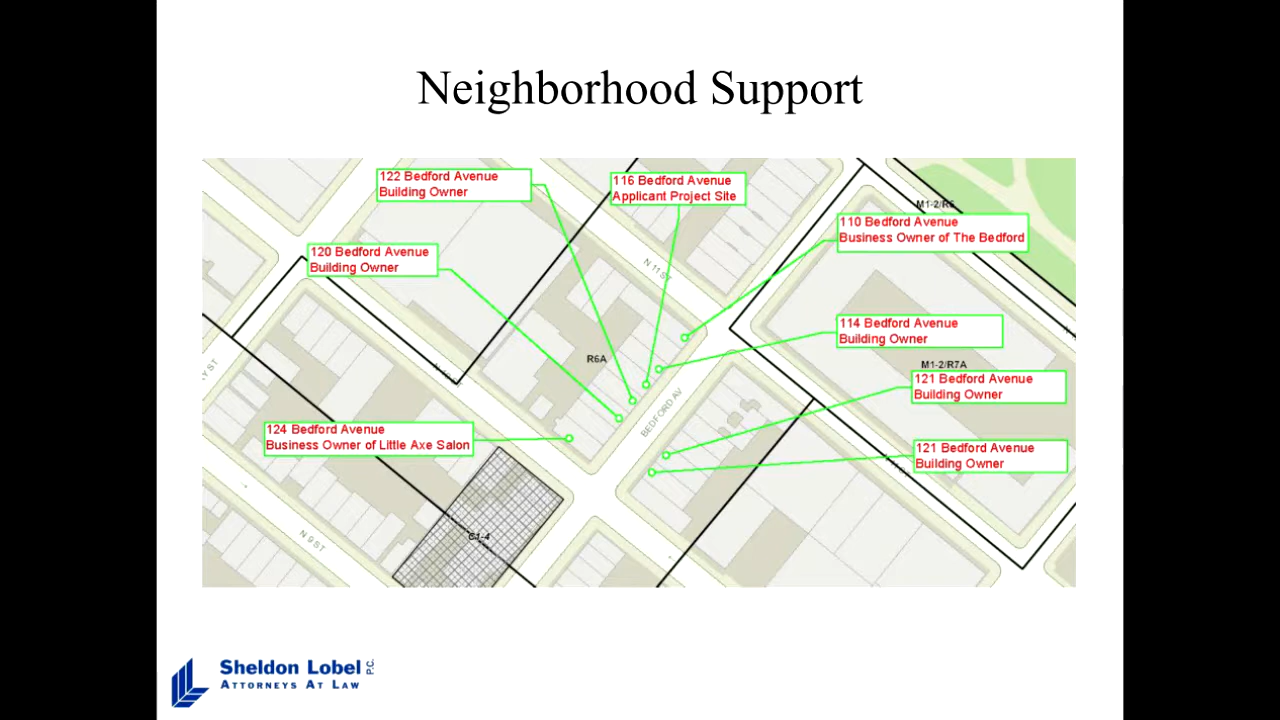 Neighborhood Support
122 Bedford Avenue
Building Owner
116 Bedford Avenue
Applicant Project Site
M1-2/R6
110 Bedford Avenue
Business Owner of The Bedford
120 Bedford Avenue
Building Owner
N 11 ST
114 Bedford Avenue
Building Owner
R6A
M1-2/R7A
121 Bedford Avenue
Building Owner
BEDFORD AV
124 Bedford Avenue
Business Owner of Little Axe Salon
121 Bedford Avenue
Building Owner
C1-4
N 9 ST
Sheldon Lobel P.C.
Attorneys At Law